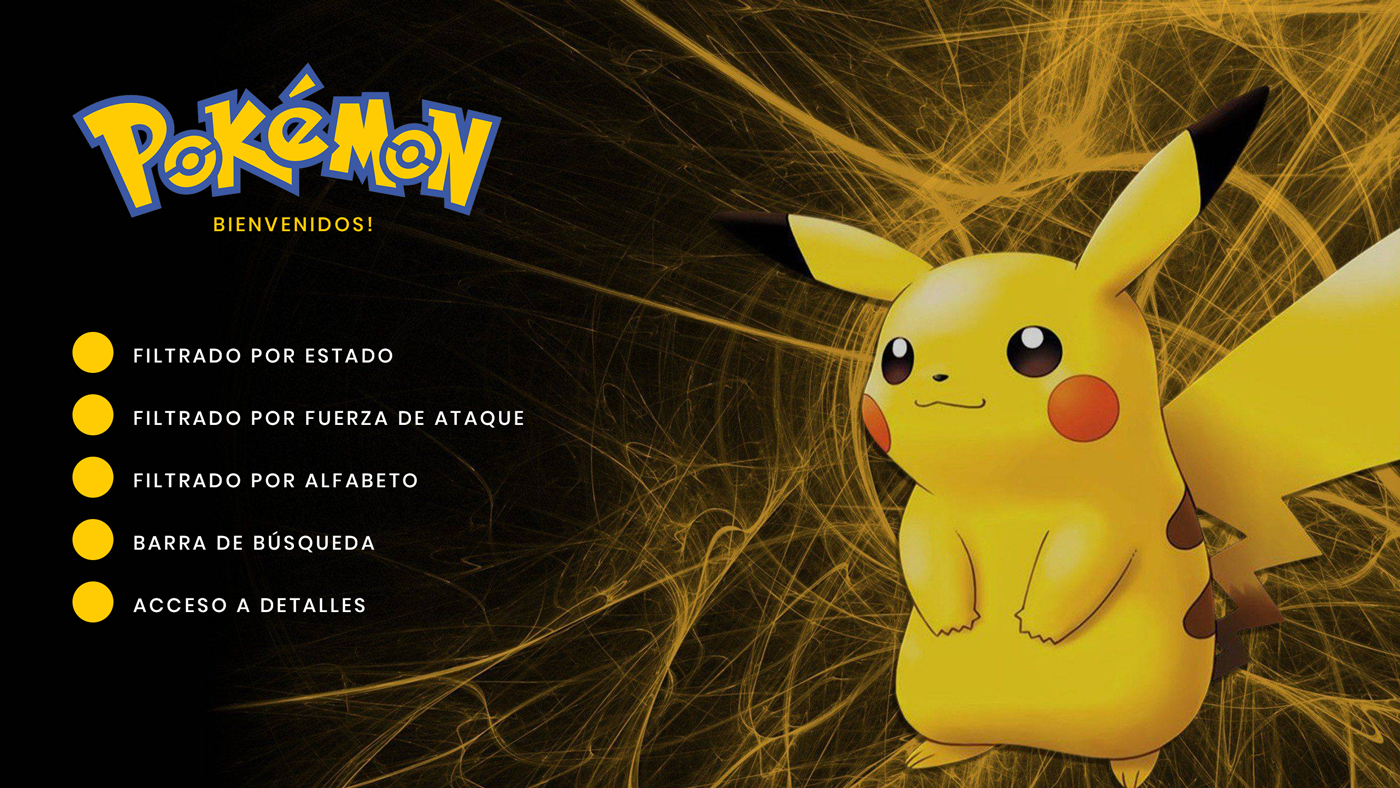 Pokémon
BIENVENIDOS!
FILTRADO POR ESTADO
FILTRADO POR FUERZA DE ATAQUE
FILTRADO POR ALFABETO
BARRA DE BÚSQUEDA
ACCESO A DETALLES